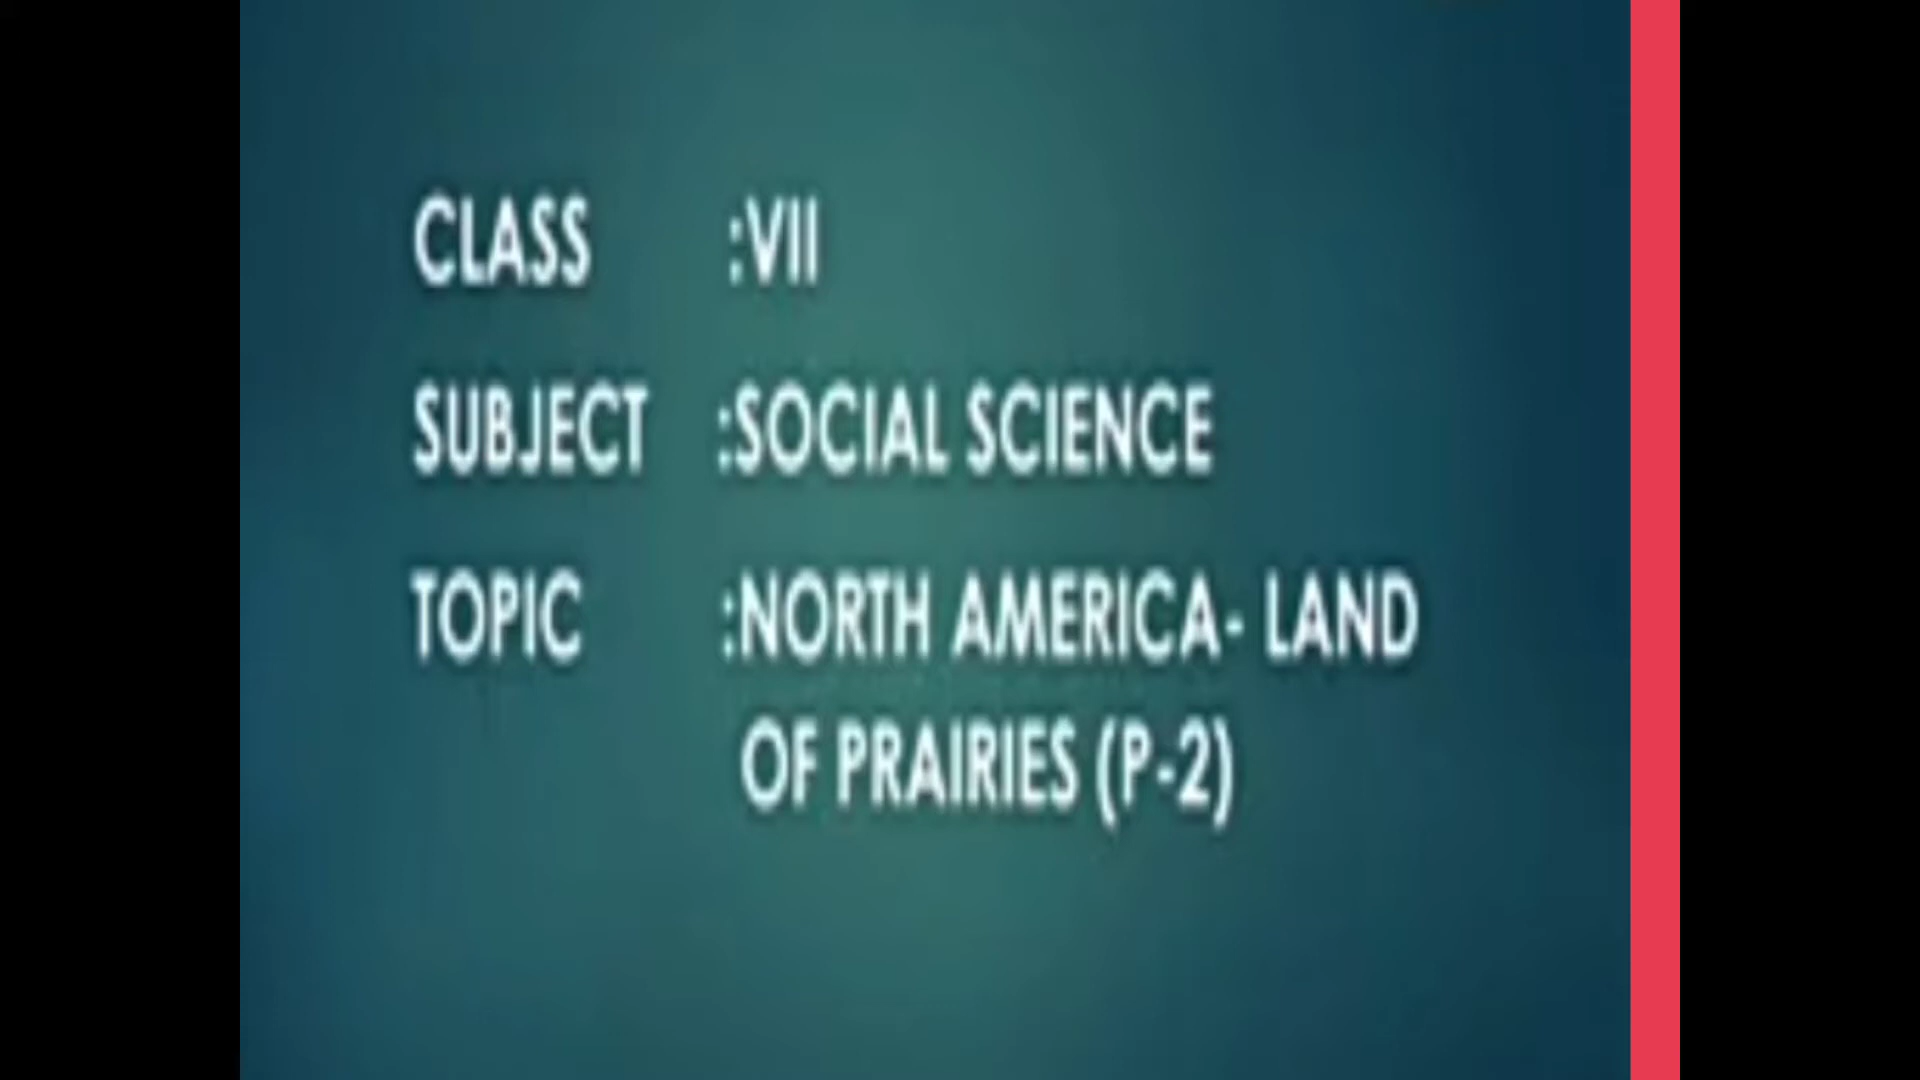 CLASS :VII
SUBJECT :SOCIAL SCIENCE
TOPIC :NORTH AMERICA- LAND
OF PRAIRIES (P-2)